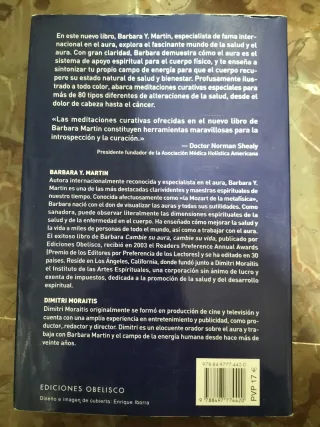 En este nuevo libro, Barbara Y. Martin, especialista de fama inter-
nacional en el aura, explora el fascinante mundo de la salud y el
aura. Con gran claridad, Barbara demuestra cómo el aura es el
sistema de apoyo espiritual para el cuerpo físico, y te enseña a
sintonizar tu propio campo de energía para que el cuerpo recu-
pere su estado natural de salud y bienestar. Profusamente ilus-
trado a todo color, abarca meditaciones curativas especiales para
más de 80 tipos diferentes de alteraciones de la salud, desde el
dolor de cabeza hasta el cáncer.
«Las meditaciones curativas ofrecidas en el nuevo libro de
Barbara Martin constituyen herramientas maravillosas para la
introspección y la curación.»
— Doctor Norman Shealy,
Presidente fundador de la Asociación Médica Holística Americana
BARBARA Y. MARTIN
Autora internacionalmente reconocida y especialista en el aura, Barbara Y.
Martin es una de las más destacadas clarividentes y maestras espirituales de
nuestro tiempo. Conocida afectuosamente como «la Mozart de la metafísica»,
Barbara nació con el don de visualizar las auras y todas sus sutilidades. Como
sanadora, puede observar literalmente las dimensiones espirituales de la
salud y de la enfermedad en el cuerpo. Ha enseñado cómo mejorar la salud y
la vida a miles de personas de todo el mundo, así como a trabajar con el aura.
El exitoso libro de Barbara Cambie su aura, cambie su vida, publicado por
Ediciones Obelisco, recibió en 2003 el Readers Preference Annual Awards
(Premio de los Editores por Preferencia de los Lectores) y se ha editado en 30
países. Reside en Los Ángeles, California, donde fundó junto a Dimitri Moraitis
el Instituto de las Artes Espirituales, una corporación sin ánimo de lucro y
exenta de impuestos, dedicada a la promoción de la salud y del desarrollo
espiritual.
DIMITRI MORAITIS
Dimitri Moraitis originalmente se formó en producción de cine y televisión y
cuenta con una amplia experiencia en entretenimiento y publicidad, como pro-
ductor, redactor y director. Dimitri es un elocuente orador sobre el aura y tra-
baja con Barbara Martin y el campo de la energía humana desde hace más de
veinte años.
EDICIONES OBELISCO
Diseño e imagen de cubierta: Enrique Iborra
9788497774420
9 788497 774420
PVP 17 €